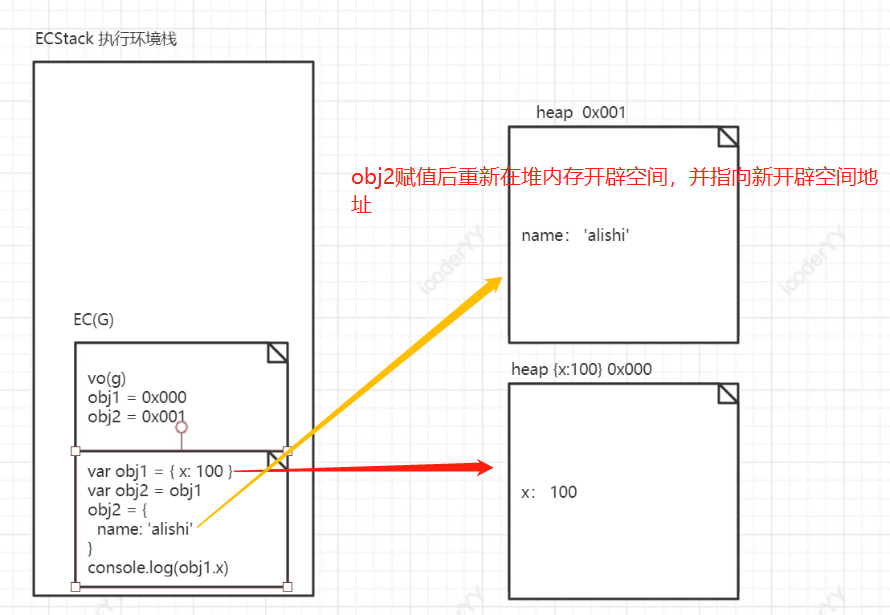 ECStack 执行环境栈
heap 0x001
obj2赋值后重新在堆内存开辟空间，并指向新开辟空间地
址
name： 'alishi'
icoderYY
icoderYY
EC(G)
vo(g)
obj1 = 0x000
obj2 = 0x001
heap {x:100} 0x000
var obj1 = { x: 100 }
var obj2 = obj1
obj2 = {
name: 'alishi'
}
console.log(obj1.x)
x： 100